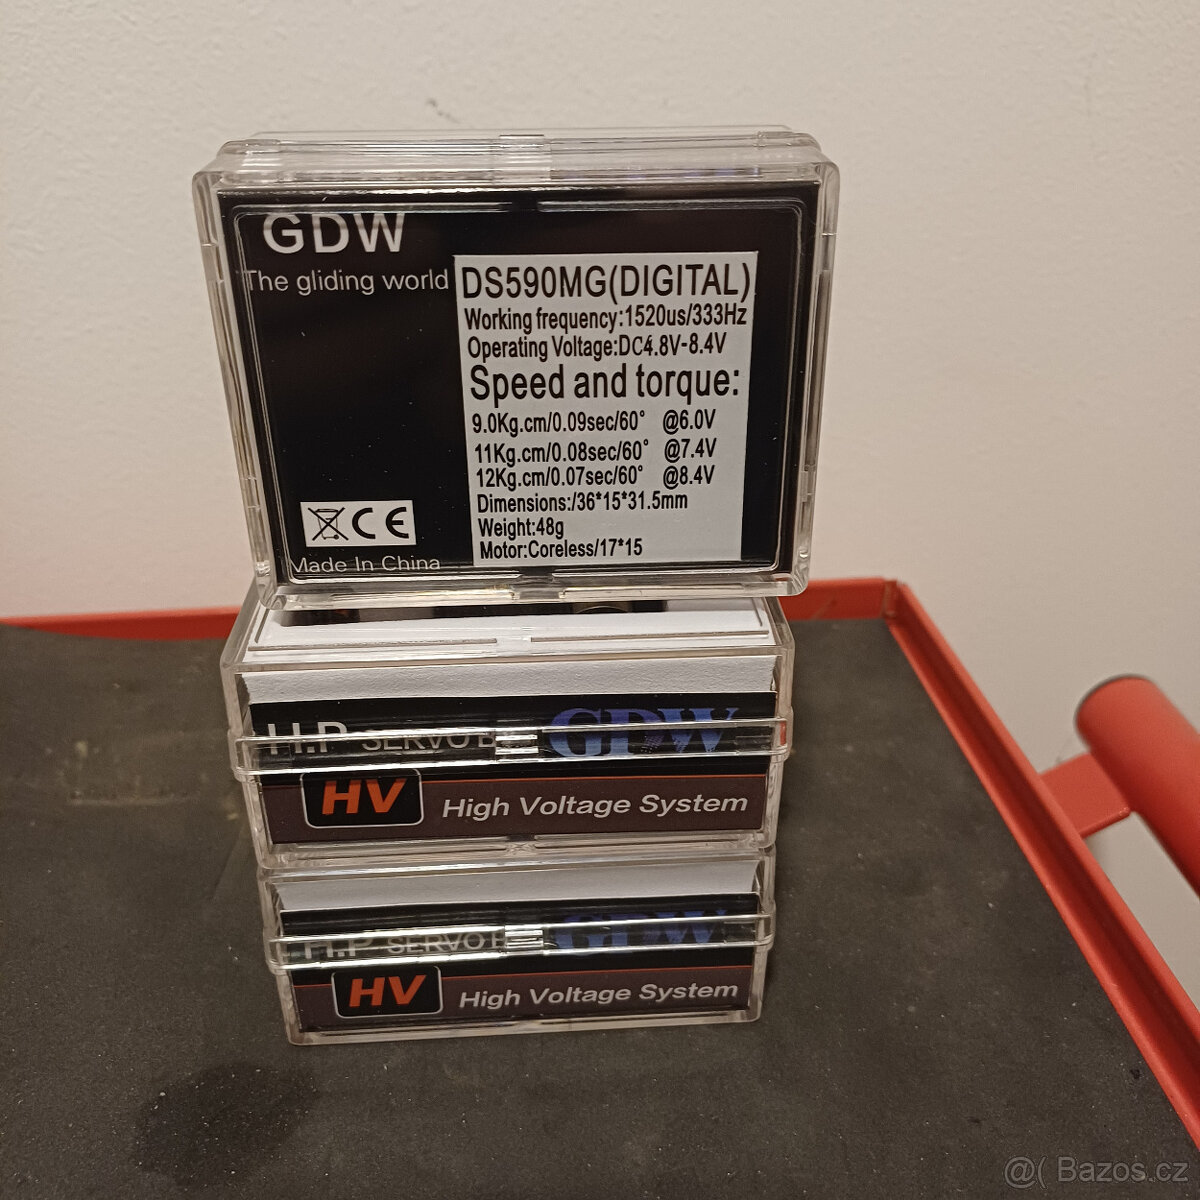 GDW
The gliding world
DS590MG(DIGITAL)
Working frequency:1520us/333Hz
Operating Voltage:DC4.8V-8.4V
Speed and torque:
9.0Kg.cm/0.09sec/60° @6.0V
11Kg.cm/0.08sec/60° @7.4V
12Kg.cm/0.07sec/60° @8.4V
Dimensions:/36*15*31.5mm
Weight:48g
Motor:Coreless/17*15
CE
Made In China
H.P SERVO GDW
HV High Voltage System
H.P SERVO GDW
HV High Voltage System
@( Bazos.cz